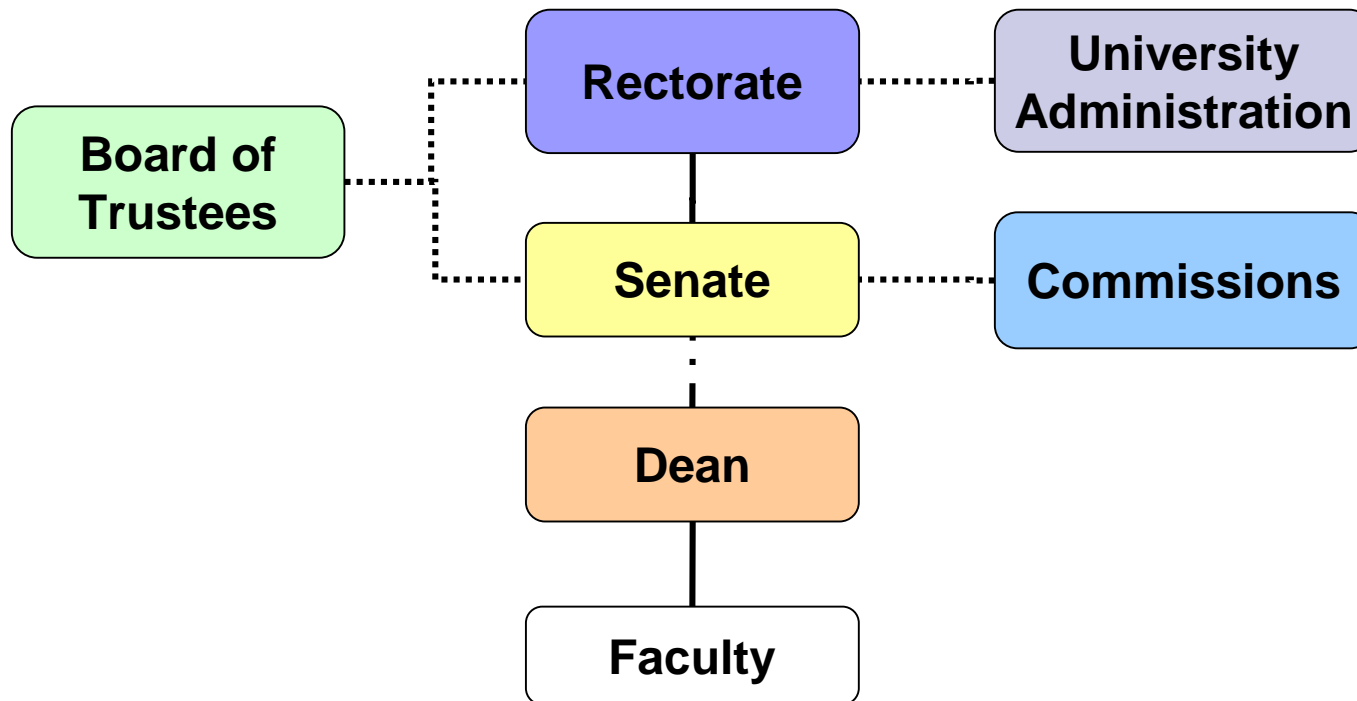 Rectorate
University
Administration
Board of
Trustees
Senate
Commissions
Dean
Faculty